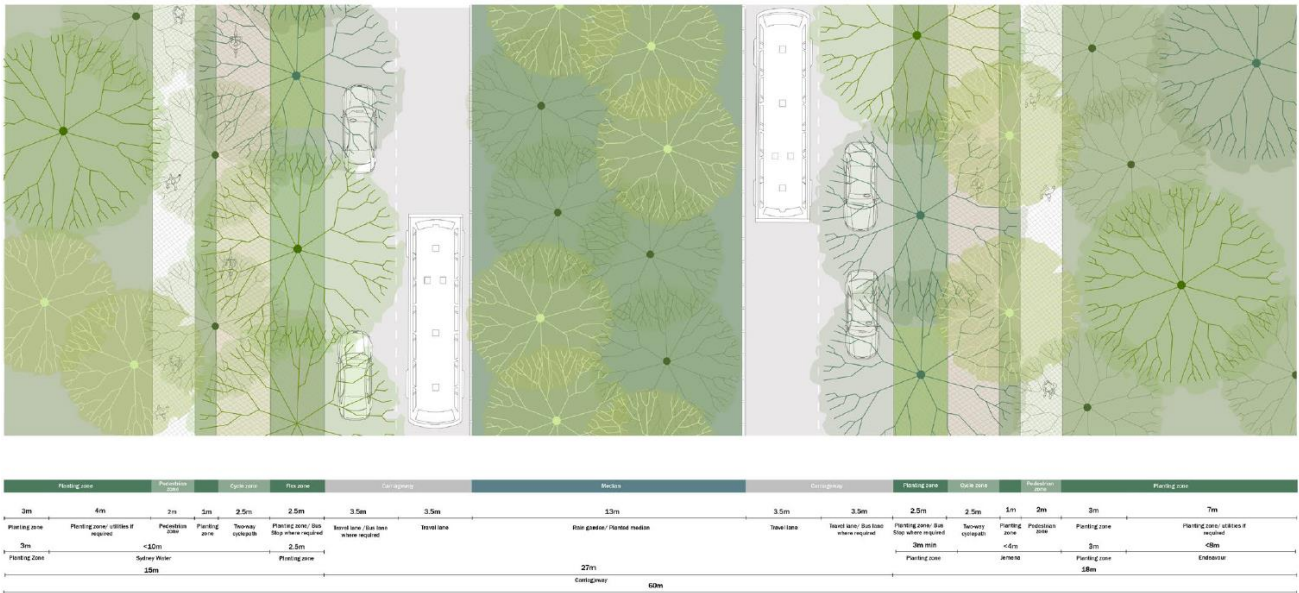 Planting zone Pedestrian zone Cycle zone Flex zone Carriageway Median Carriageway Planting zone Cycle zone Pedestrian zone Planting zone
3m 4m 2m 1m 2.5m 2.5m 3.5m 3.5m 13m 3.5m 3.5m 2.5m 2.5m 1m 2m 3m 7m
Planting zone Planting zone/ utilities if required Pedestrian zone Planting zone Two-way cyclepath Planting zone/ Bus Stop where required Travel lane/ Bus lane where required Travel lane Rain garden/ Planted median Travel lane Travel lane/ Bus lane where required Planting zone/ Bus Stop where required Two-way cyclepath Planting zone Pedestrian zone Planting zone Planting zone/ utilities if required
3m <10m 2.5m 3m min <4m 3m <8m
Planting Zone Sydney Water Planting zone Planting zone Jemena Planting zone Endeavour
15m 27m 18m
Carriageway
60m